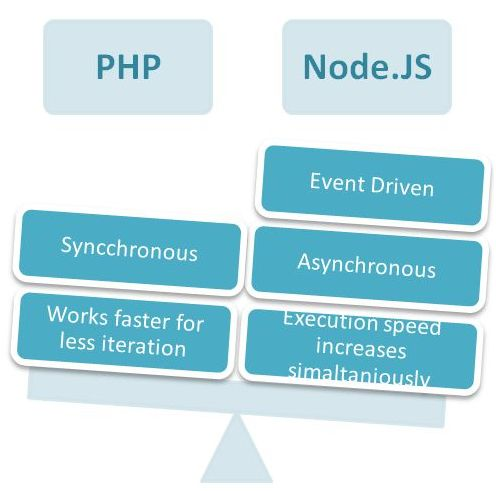 PHP
Node.JS
Event Driven
Syncchronous
Asynchronous
Works faster for
less iteration
Execution speed
increases
simaltaniously